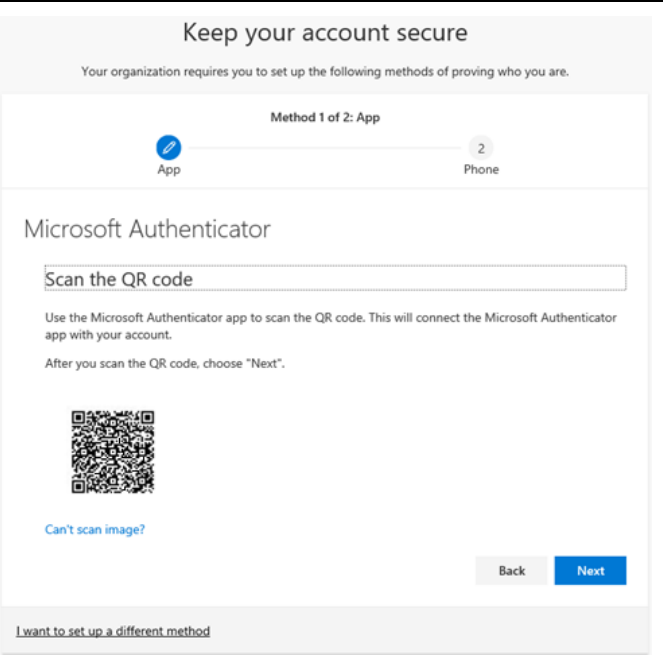 Keep your account secure
Your organization requires you to set up the following methods of proving who you are.
Method 1 of 2: App
2
App
Phone
Microsoft Authenticator
Scan the QR code
Use the Microsoft Authenticator app to scan the QR code. This will connect the Microsoft Authenticator
app with your account.
After you scan the QR code, choose "Next".
Can't scan image?
Back
Next
I want to set up a different method